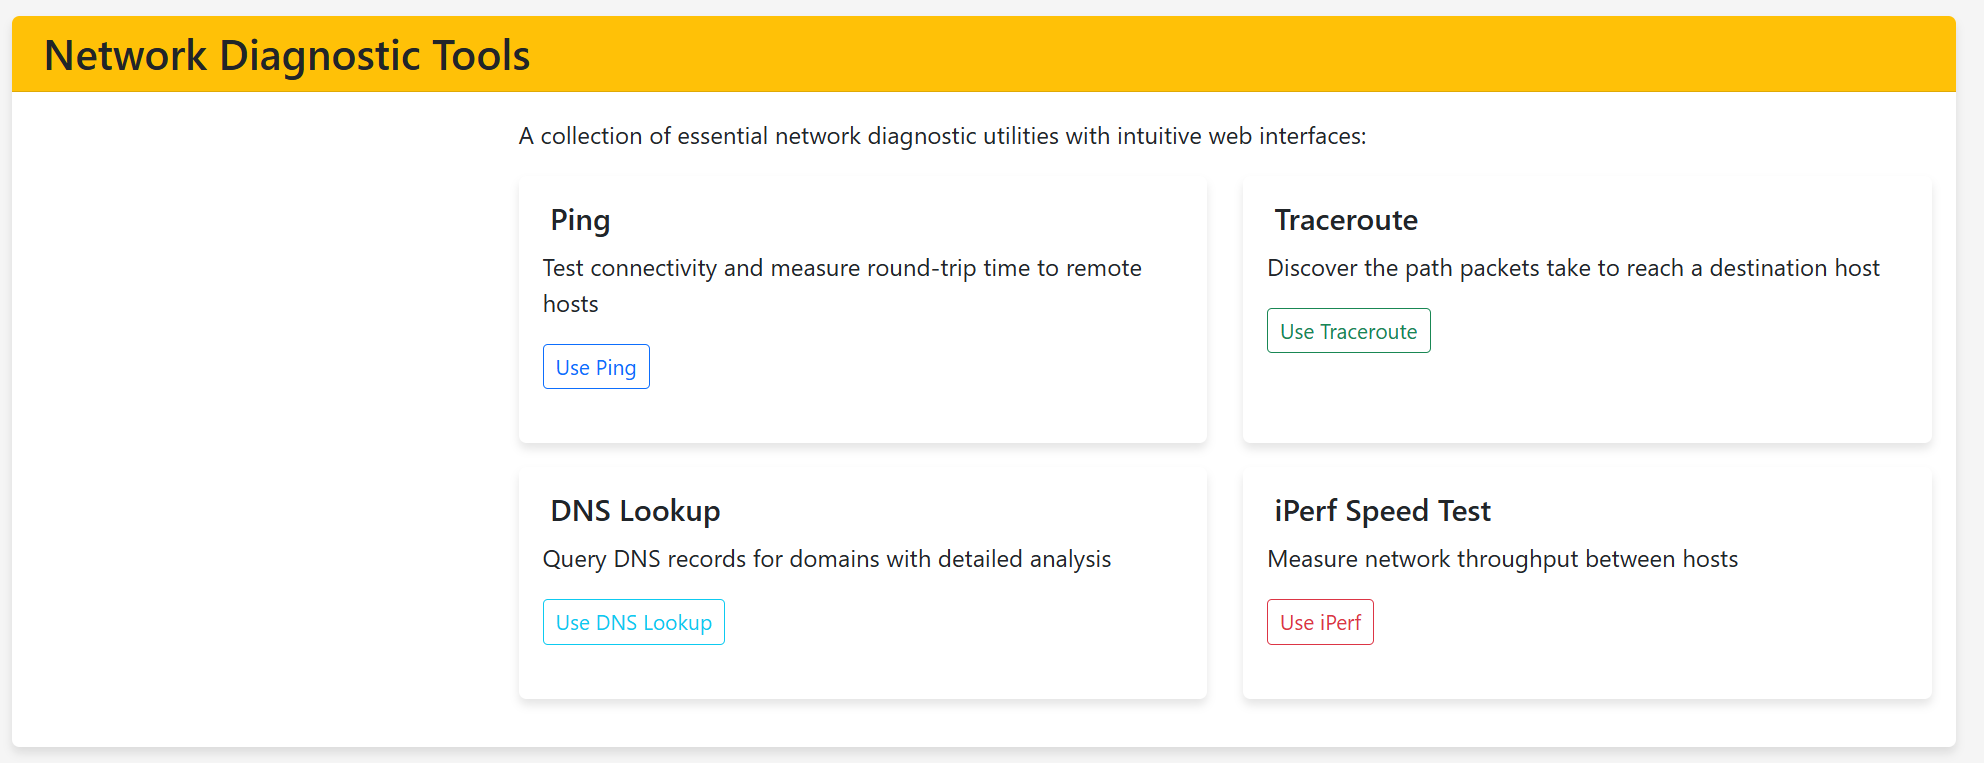 Network Diagnostic Tools
A collection of essential network diagnostic utilities with intuitive web interfaces:
Ping
Test connectivity and measure round-trip time to remote
hosts
Use Ping
Traceroute
Discover the path packets take to reach a destination host
Use Traceroute
DNS Lookup
Query DNS records for domains with detailed analysis
Use DNS Lookup
iPerf Speed Test
Measure network throughput between hosts
Use iPerf